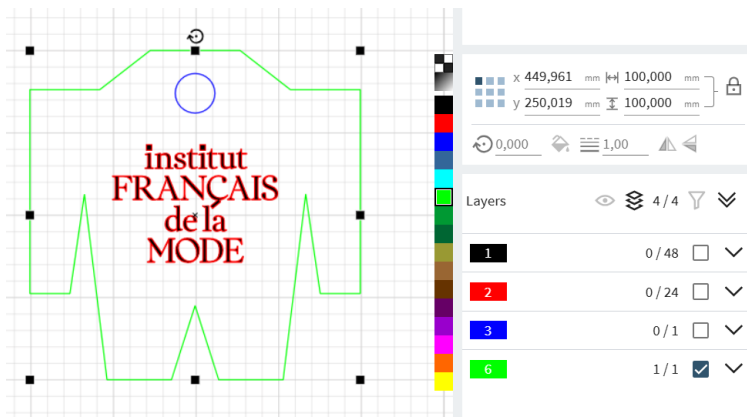 institut
FRANÇAIS
de la
MODE
x 449,961 mm 100,000 mm
y 250,019 mm 100,000 mm
0,000 1,00
Layers 4/4
1 0/48
2 0/24
3 0/1
6 1/1